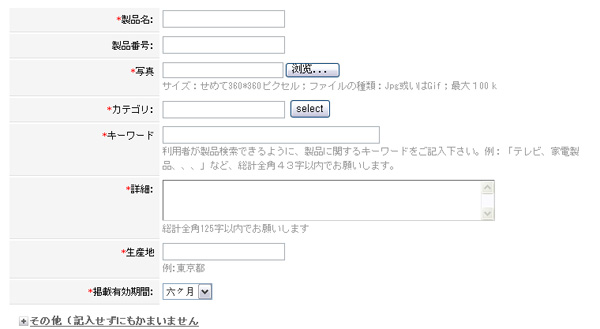 *製品名:
製品番号:
*写真 浏览...
サイズ：せめて360*360ピクセル：ファイルの種類：Jpg或いはGif：最大100ｋ
*カテゴリ: select
*キーワード
利用者が製品検索できるように、製品に関するキーワードをご記入下さい。例：「テレビ、家電製
品、、、」など、総計全角４３字以内でお願いします。
*詳細:
総計全角125字以内でお願いします
*生産地
例:東京都
*掲載有効期間: 六ヶ月
その他（記入せずにもかまいません